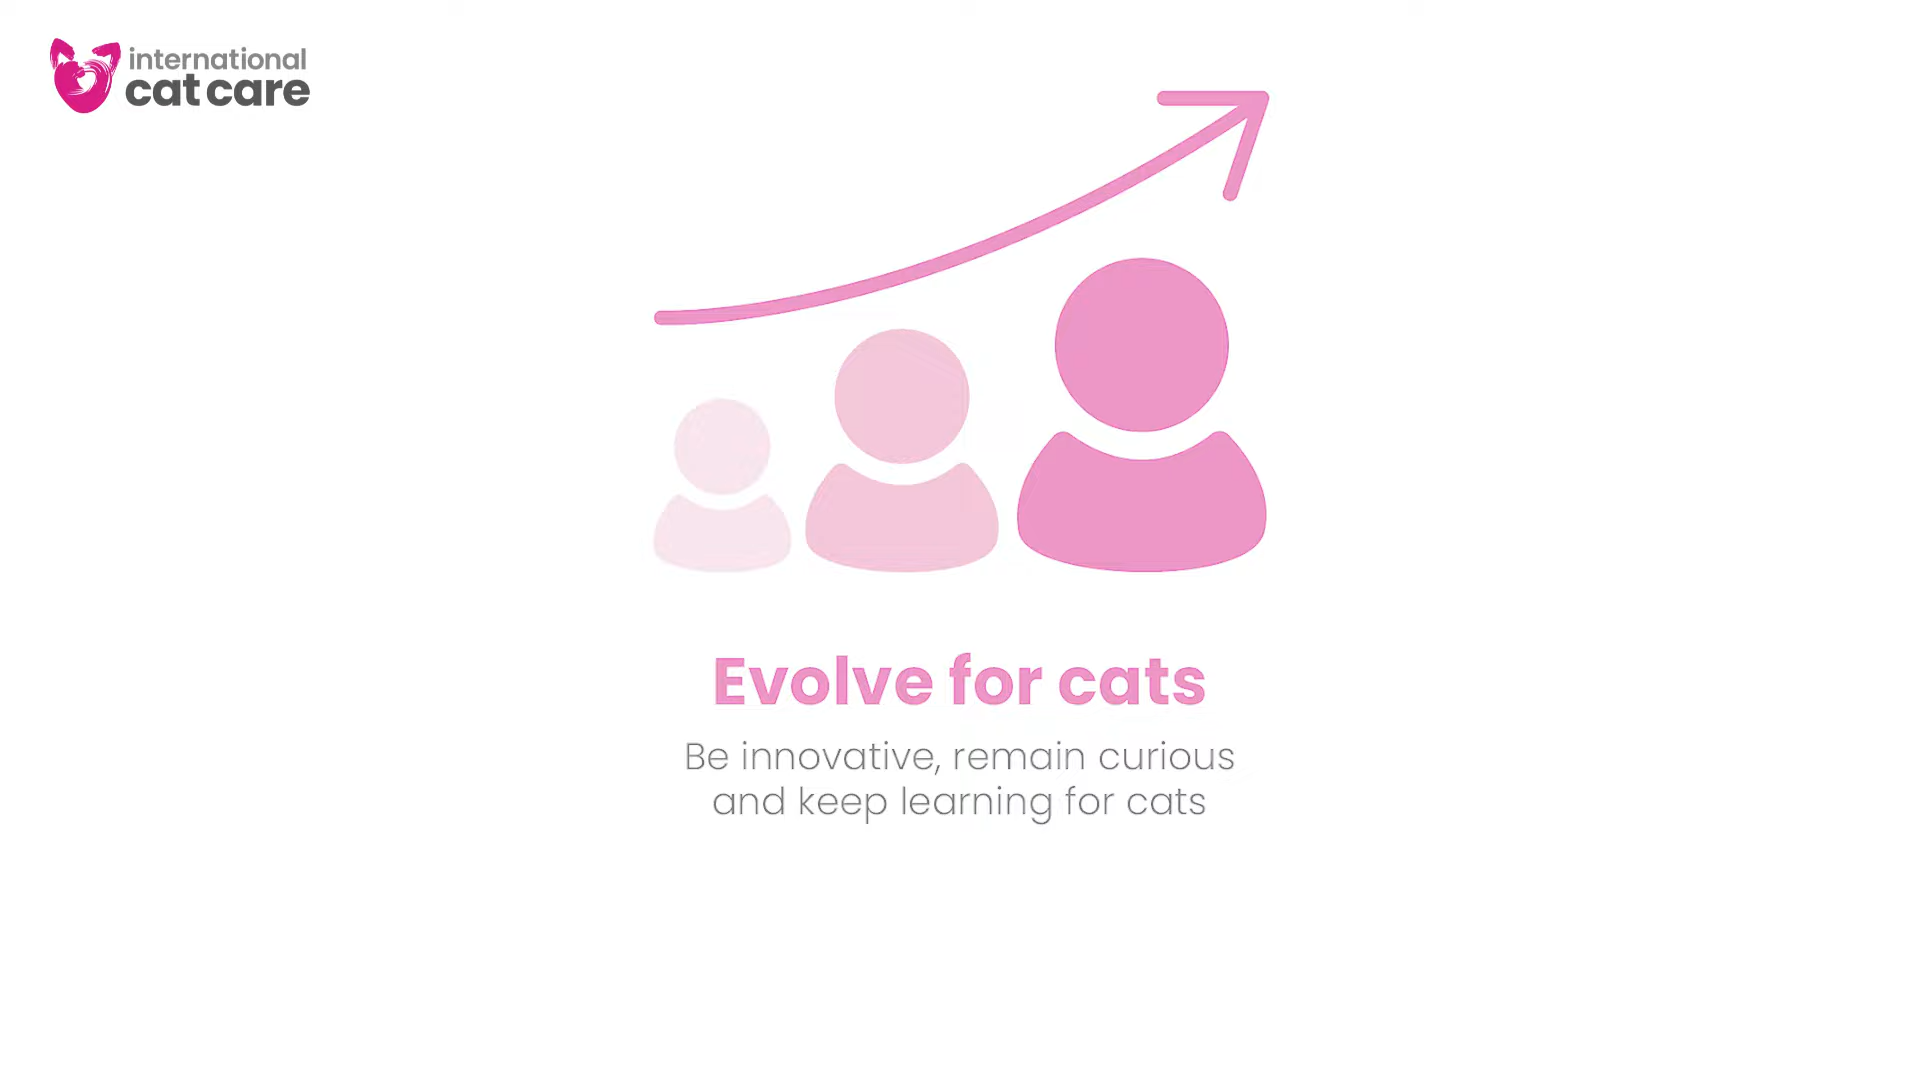 international
cat care
Evolve for cats
Be innovative, remain curious
and keep learning for cats